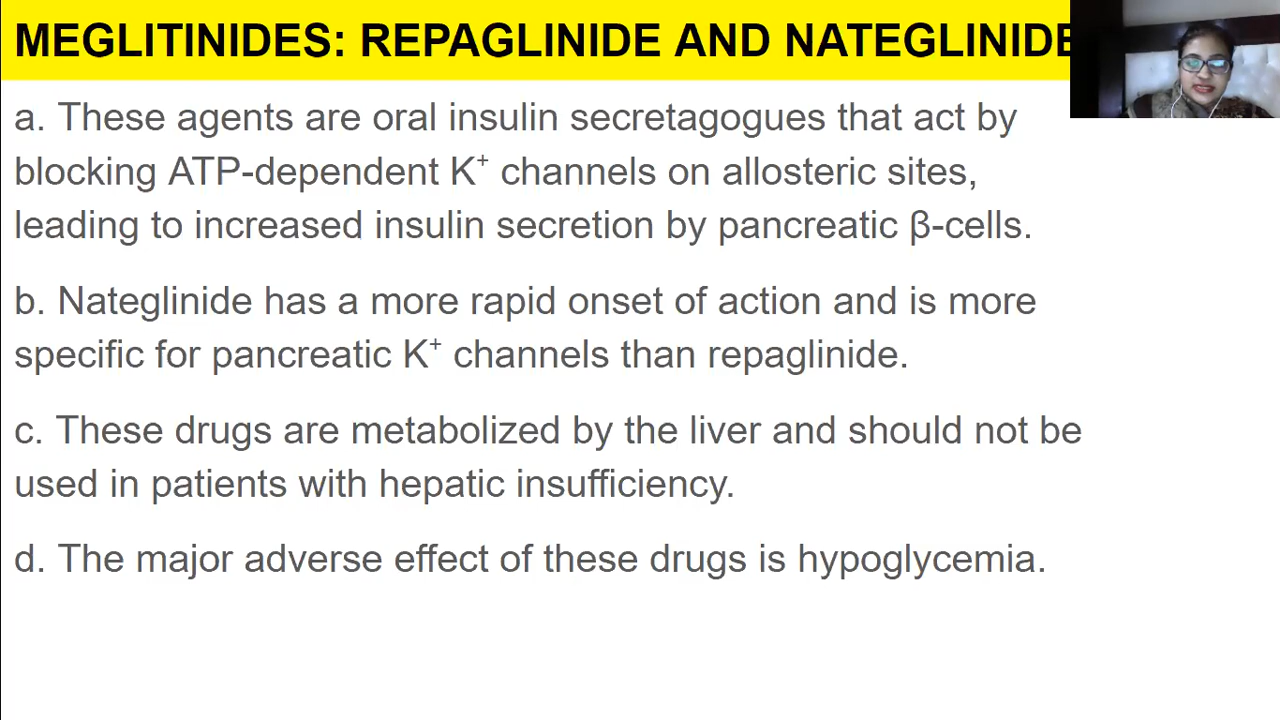 MEGLITINIDES: REPAGLINIDE AND NATEGLINIDE
a. These agents are oral insulin secretagogues that act by
blocking ATP-dependent K⁺ channels on allosteric sites,
leading to increased insulin secretion by pancreatic β-cells.
b. Nateglinide has a more rapid onset of action and is more
specific for pancreatic K⁺ channels than repaglinide.
c. These drugs are metabolized by the liver and should not be
used in patients with hepatic insufficiency.
d. The major adverse effect of these drugs is hypoglycemia.